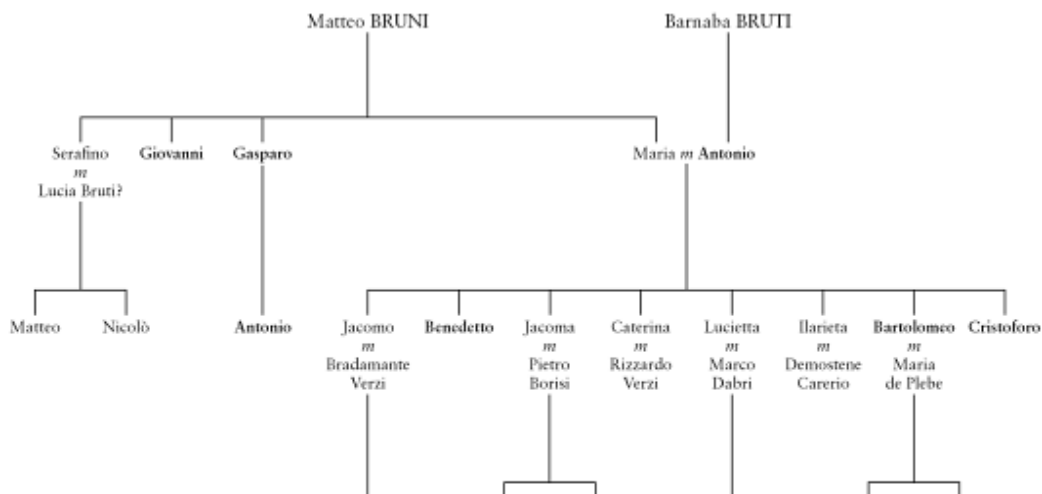 Matteo BRUNI Barnaba BRUTI
Serafino Giovanni Gasparo Maria m Antonio
m
Lucia Bruti?
Matteo Nicolò Antonio Jacomo Benedetto Jacoma Caterina Lucietta Ilarieta Bartolomeo Cristoforo
m m m m m m
Bradamante Pietro Rizzardo Marco Demostene Maria
Verzi Borisi Verzi Dabri Carerio de Plebe